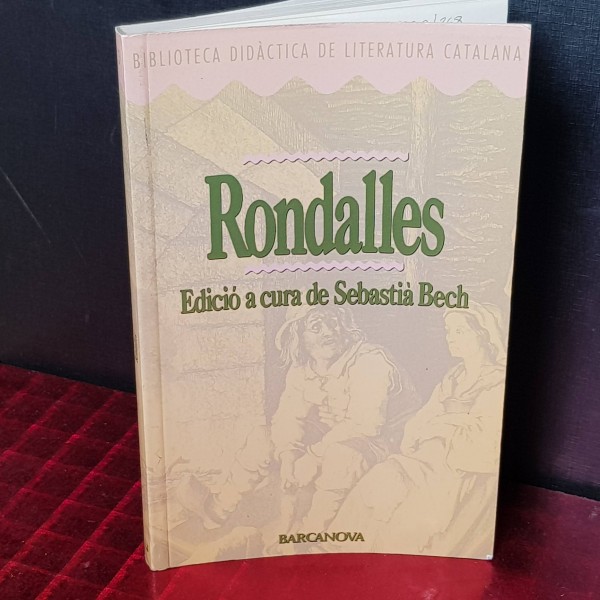 BIBLIOTECA DIDÀCTICA DE LITERATURA CATALANA
Rondalles
Edició a cura de Sebastià Bech
BARCANOVA